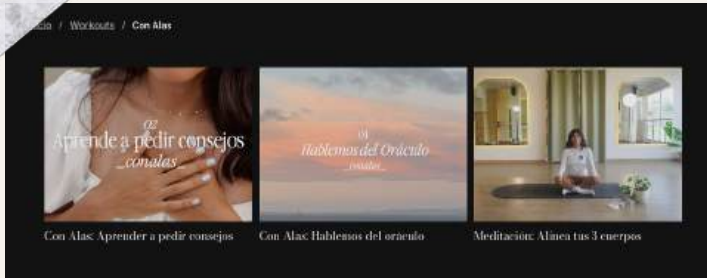 / Workouts / Con Alas
02
Aprende a pedir consejos
_conalas_
01
Hablemos del Oráculo
_conalas_
Con Alas: Aprender a pedir consejos
Con Alas: Hablemos del oráculo
Meditación: Alinea tus 3 cuerpos